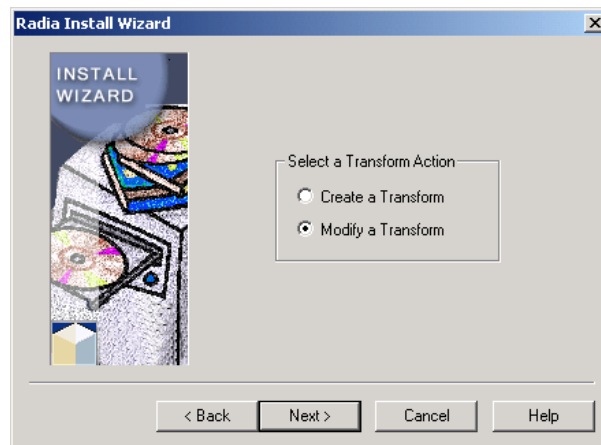 Radia Install Wizard
INSTALL
WIZARD
Select a Transform Action
Create a Transform
Modify a Transform
< Back
Next >
Cancel
Help